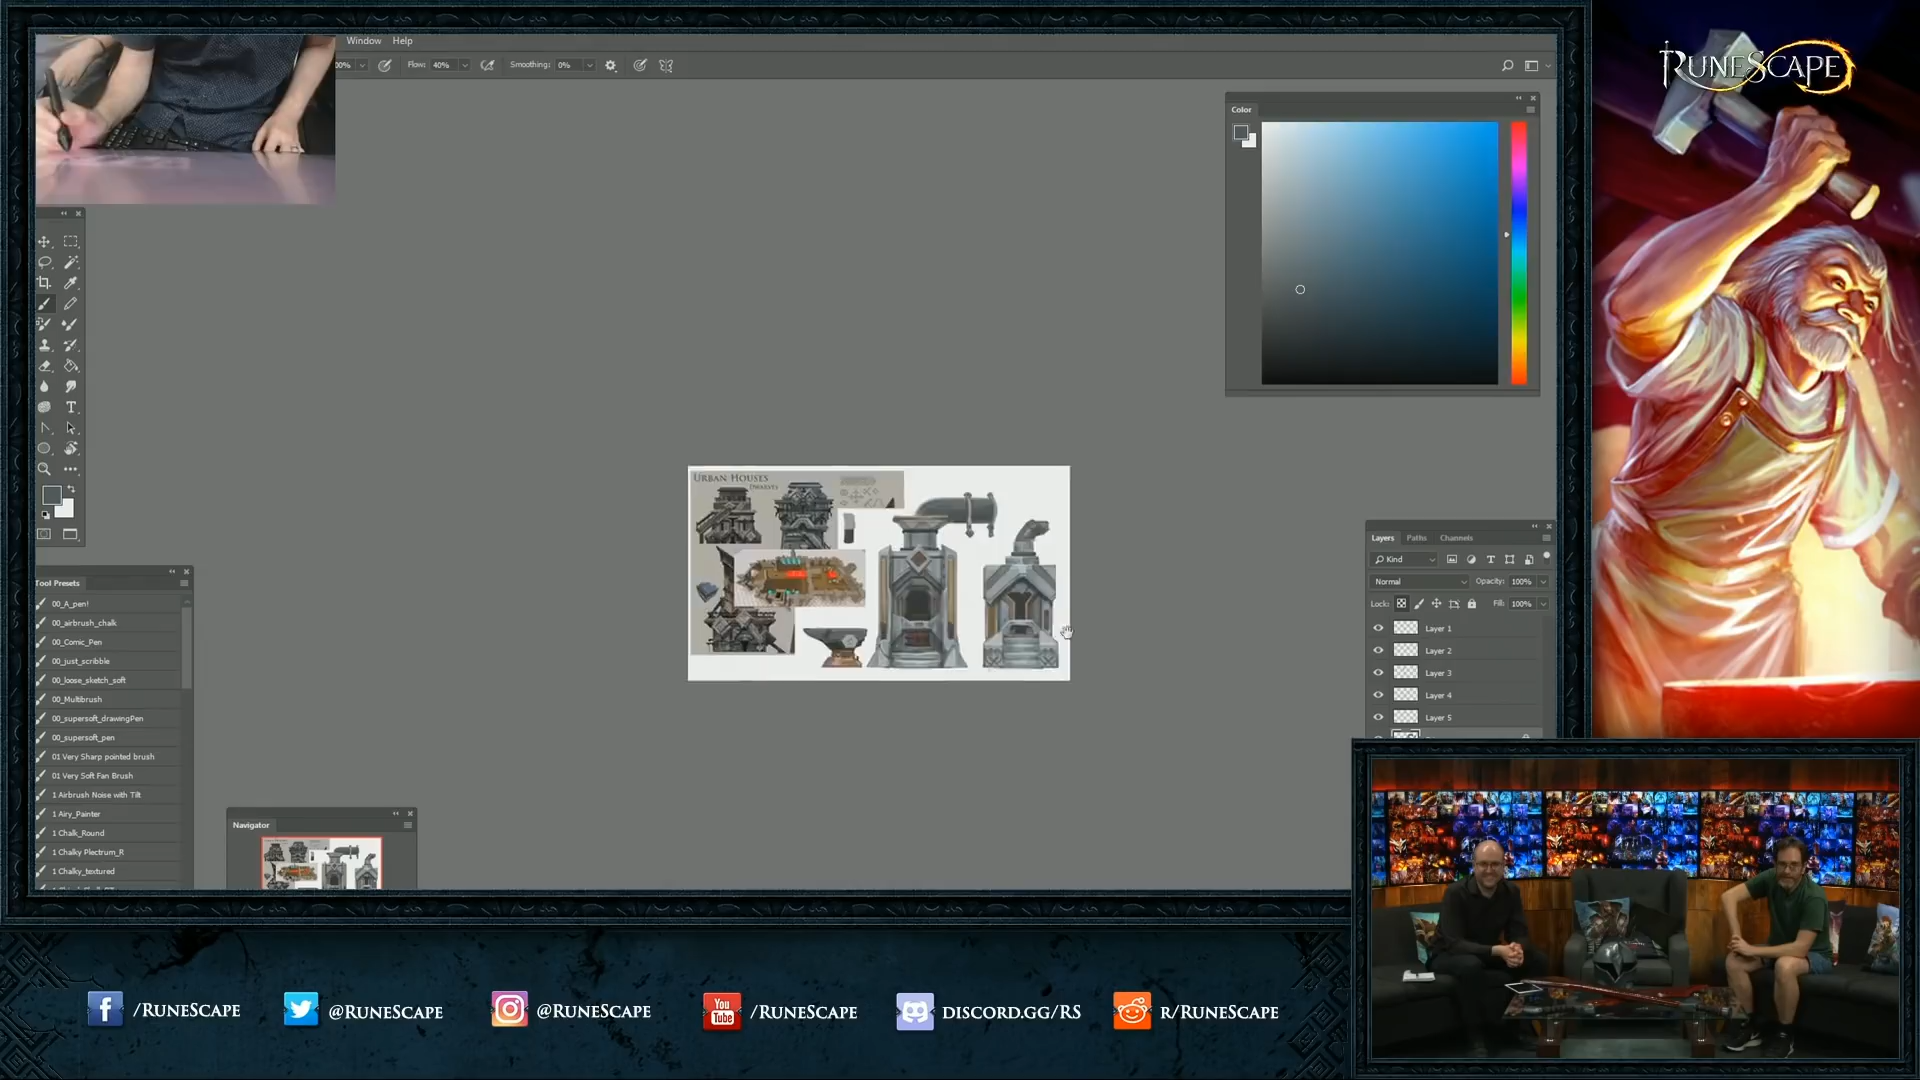 Window Help
00% Flow: 40% Smoothing: 0%
RUNESCAPE
Color
URBAN HOUSES
DWARVES
Tool Presets
00_A_pen!
00_airbrush_chalk
00_Comic_Pen
00_just_scribble
00_loose_sketch_soft
00_Multibrush
00_supersoft_drawingPen
00_supersoft_pen
01 Very Sharp pointed brush
01 Very Soft Fan Brush
1 Airbrush Noise with Tilt
1 Airy_Painter
1 Chalk_Round
1 Chalky Plectrum_R
1 Chalky_textured
Navigator
Layers Paths Channels
Kind
Normal Opacity: 100%
Lock: Fill: 100%
Layer 1
Layer 2
Layer 3
Layer 4
Layer 5
/RUNESCAPE @RUNESCAPE @RUNESCAPE You Tube /RUNESCAPE DISCORD.GG/RS R/RUNESCAPE